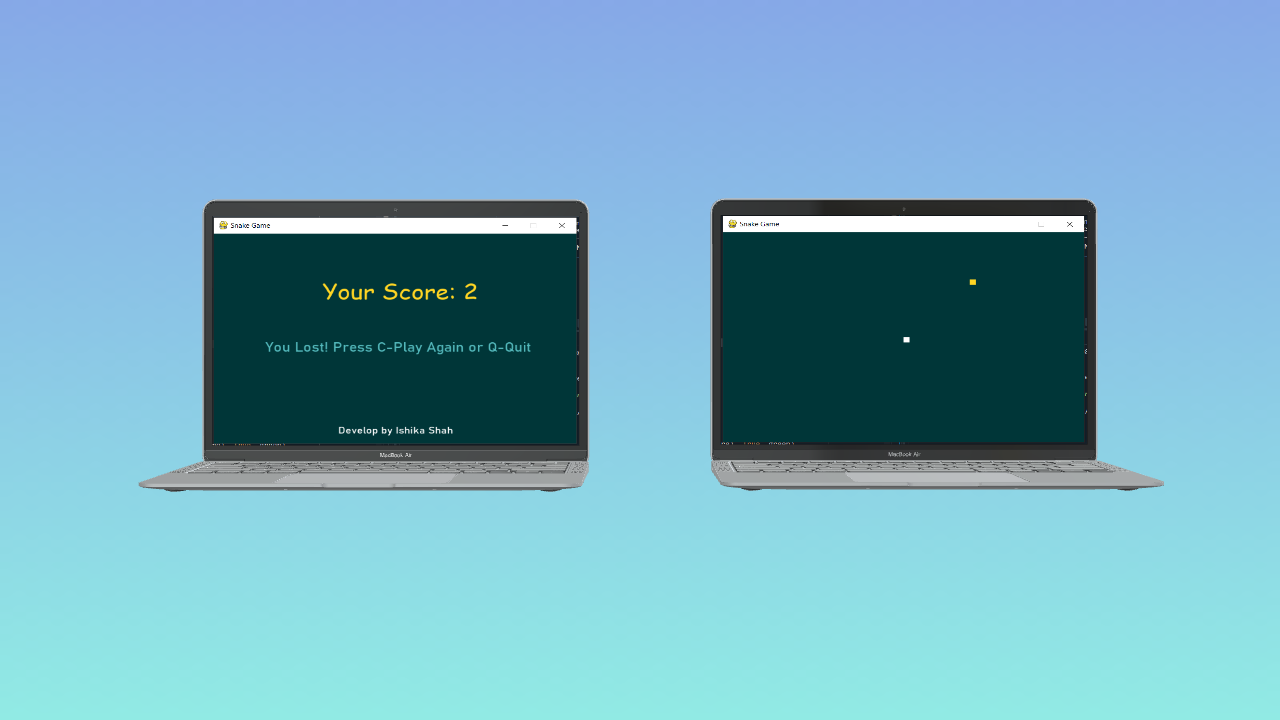 Snake Game
Your Score: 2
You Lost! Press C-Play Again or Q-Quit
Develop by Ishika Shah
MacBook Air
Snake Game
MacBook Air